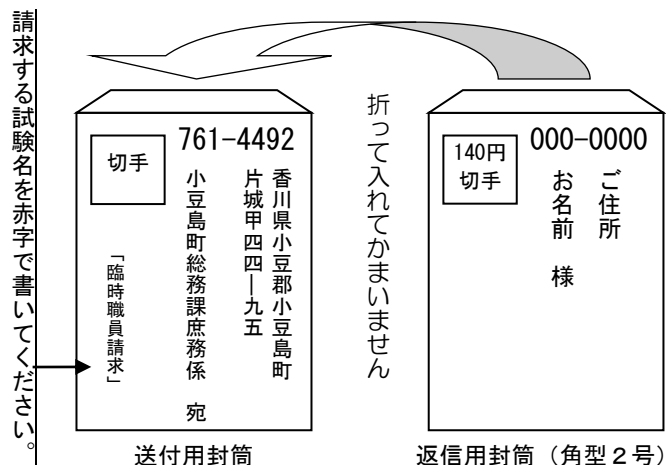 請求する試験名を赤字で書いてください。
切手
761-4492
香川県小豆郡小豆島町
片城甲四四―九五
小豆島町総務課庶務係　宛
「臨時職員請求」
送付用封筒
折って入れてかまいません
140円
切手
000-0000
ご住所
お名前　様
返信用封筒（角型２号）